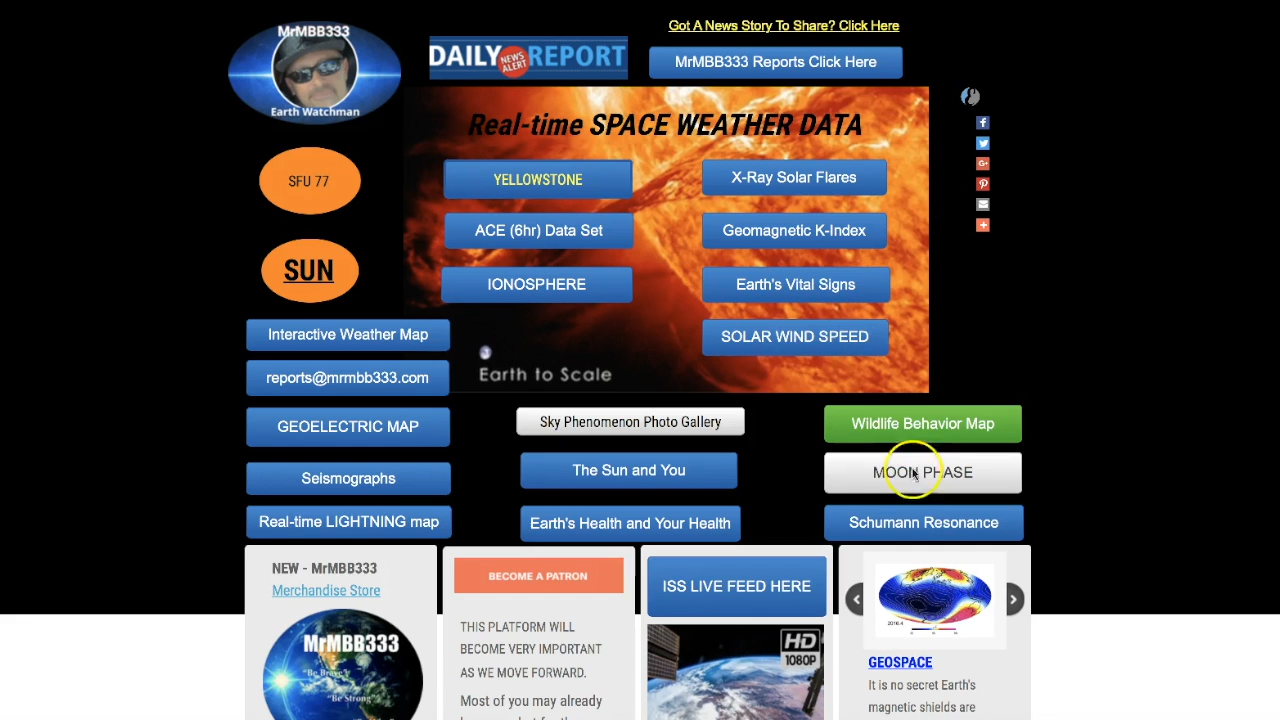 MrMBB333
Earth Watchman
DAILY REPORT
NEWS ALERT
Got A News Story To Share? Click Here
MrMBB333 Reports Click Here
Real-time SPACE WEATHER DATA
SFU 77
YELLOWSTONE
X-Ray Solar Flares
ACE (6hr) Data Set
Geomagnetic K-Index
SUN
IONOSPHERE
Earth's Vital Signs
SOLAR WIND SPEED
Earth to Scale
Interactive Weather Map
reports@mrmbb333.com
GEOELECTRIC MAP
Seismographs
Real-time LIGHTNING map
Sky Phenomenon Photo Gallery
The Sun and You
Earth's Health and Your Health
Wildlife Behavior Map
MOON PHASE
Schumann Resonance
NEW - MrMBB333
Merchandise Store
MrMBB333
"Be Brave"
"Be Strong"
BECOME A PATRON
THIS PLATFORM WILL
BECOME VERY IMPORTANT
AS WE MOVE FORWARD.
Most of you may already
ISS LIVE FEED HERE
HD
1080P
2016.4
GEOSPACE
It is no secret Earth's
magnetic shields are